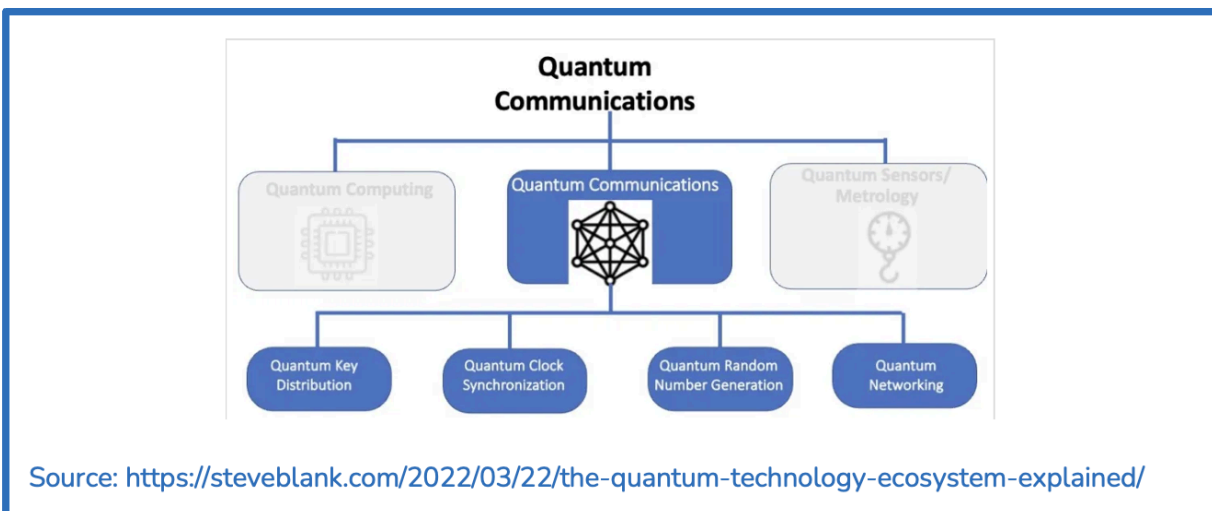 Quantum
Communications
Quantum Computing
Quantum Communications
Quantum Sensors/
Metrology
Quantum Key
Distribution
Quantum Clock
Synchronization
Quantum Random
Number Generation
Quantum
Networking
Source: https://steveblank.com/2022/03/22/the-quantum-technology-ecosystem-explained/